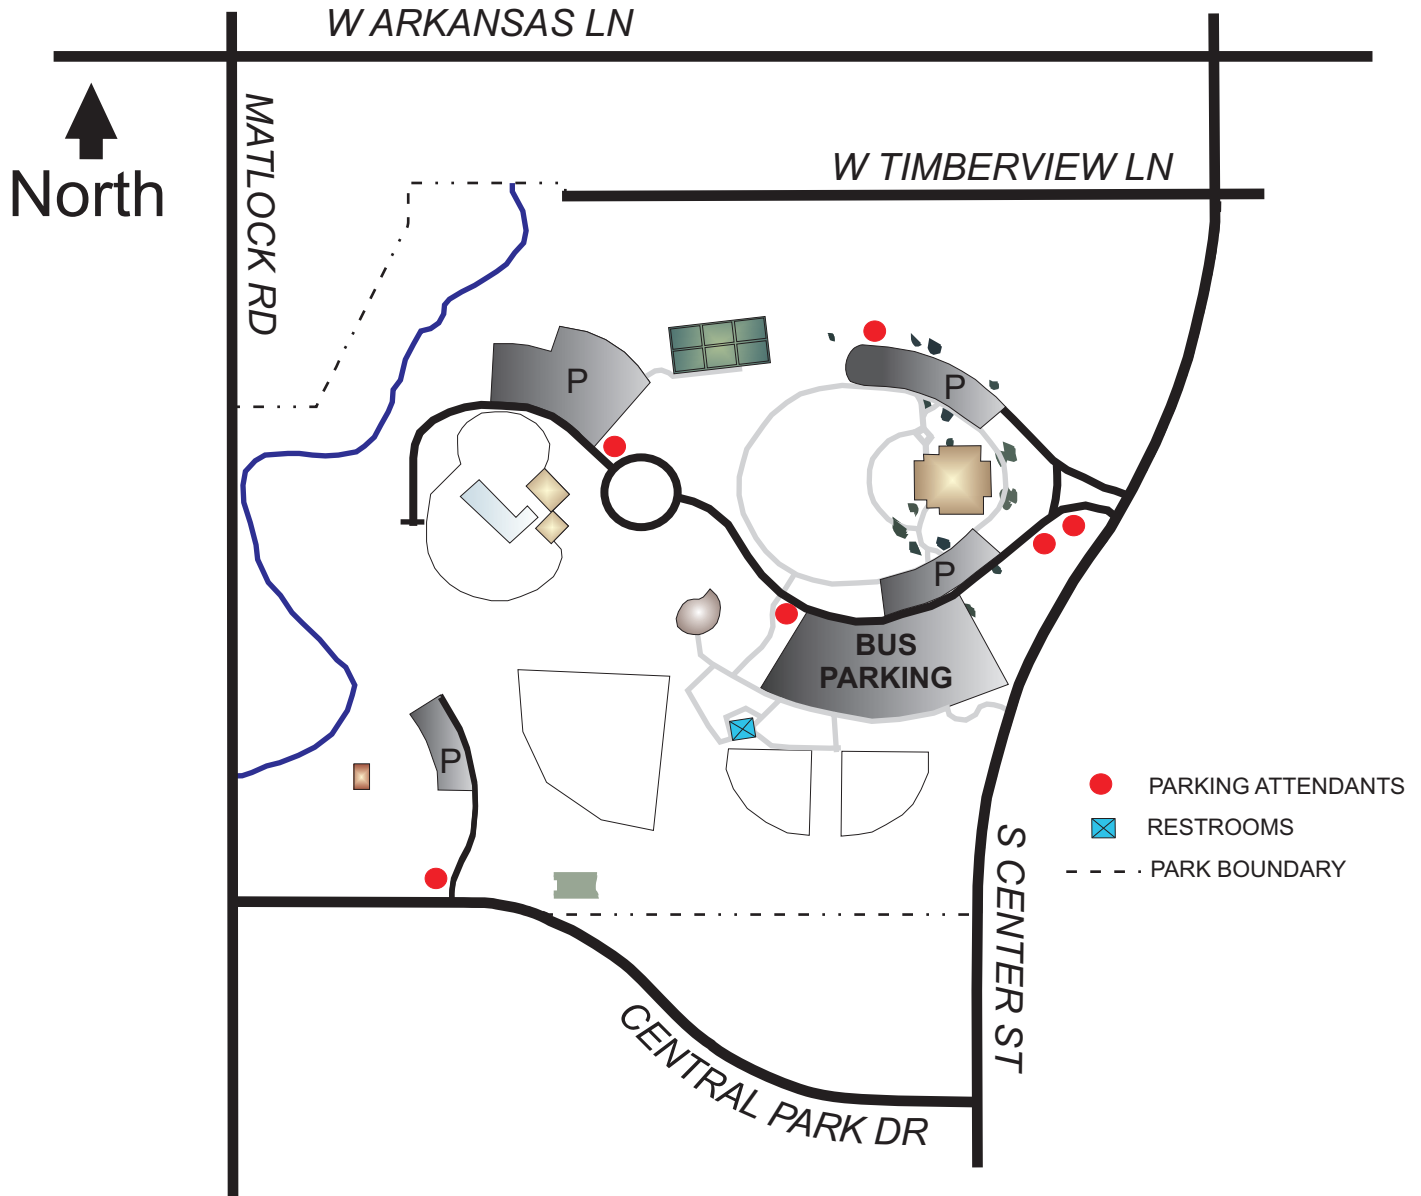 W ARKANSAS LN
North
MATLOCK RD
W TIMBERVIEW LN
P
P
P
BUS
PARKING
P
PARKING ATTENDANTS
RESTROOMS
PARK BOUNDARY
S CENTER ST
CENTRAL PARK DR